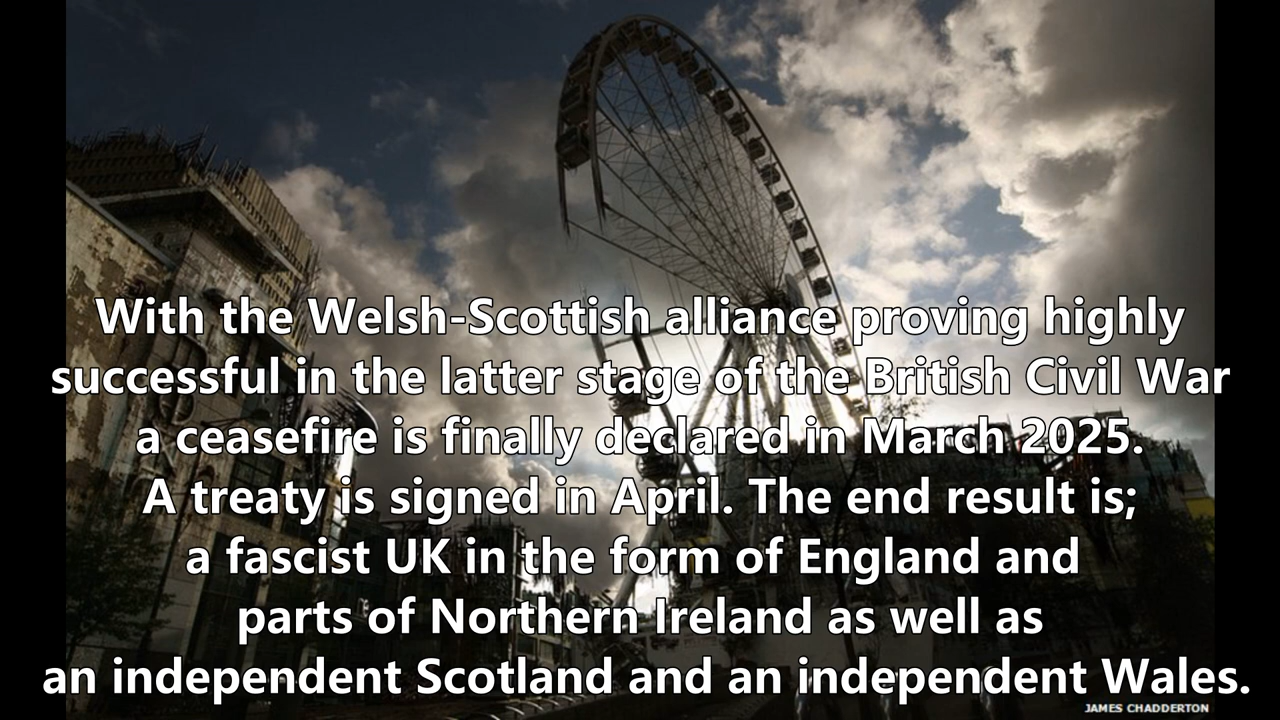 With the Welsh-Scottish alliance proving highly
successful in the latter stage of the British Civil War
a ceasefire is finally declared in March 2025.
A treaty is signed in April. The end result is;
a fascist UK in the form of England and
parts of Northern Ireland as well as
an independent Scotland and an independent Wales.
JAMES CHADDERTON